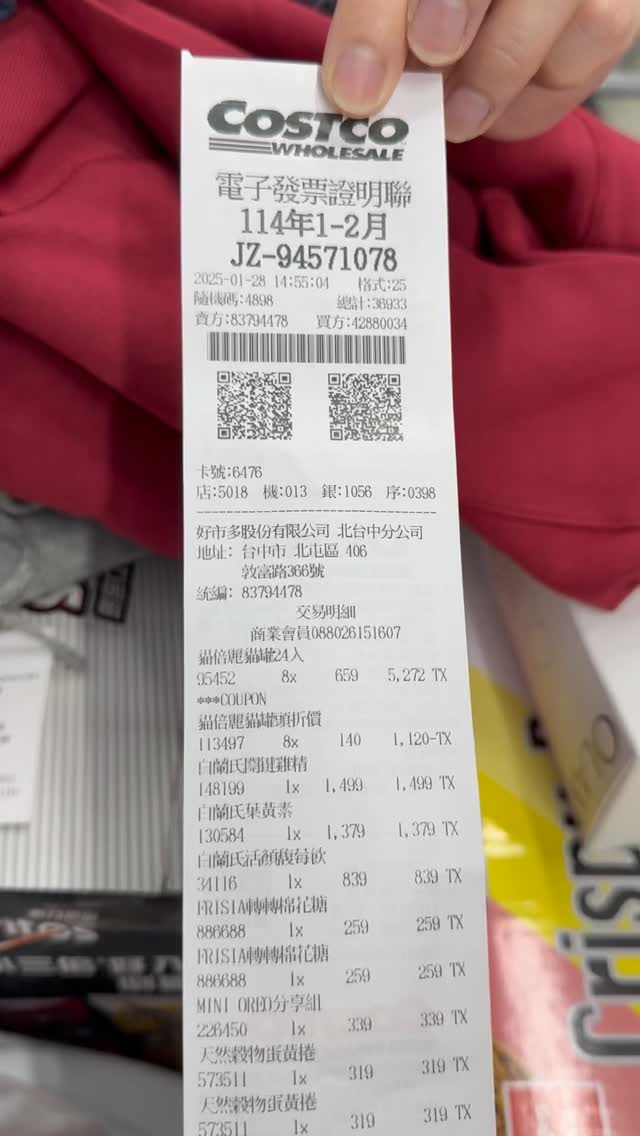 COSTCO
WHOLESALE
電子發票證明聯
114年1-2月
JZ-94571078
2025-01-28 14:55:04 格式:25
隨機碼:4898 總計:36933
賣方:83794478 買方:42880034
卡號:6476
店:5018 機:013 銀:1056 序:0398
好市多股份有限公司 北台中分公司
地址: 台中市 北屯區 406
敦富路366號
統編: 83794478
交易明細
商業會員088026151607
貓倍麗貓罐24入
95452 8x 659 5,272 TX
***COUPON
貓倍麗貓罐頭折價
113497 8x 140 1,120-TX
白蘭氏關鍵雞精
148199 1x 1,499 1,499 TX
白蘭氏葉黃素
130584 1x 1,379 1,379 TX
白蘭氏活顏馥莓飲
34116 1x 839 839 TX
FRISIA轉轉棉花糖
886688 1x 259 259 TX
FRISIA轉轉棉花糖
886688 1x 259 259 TX
MINI OREO分享組
226450 1x 339 339 TX
天然穀物蛋黃捲
573511 1x 319 319 TX
天然穀物蛋黃捲
573511 1x 319 319 TX